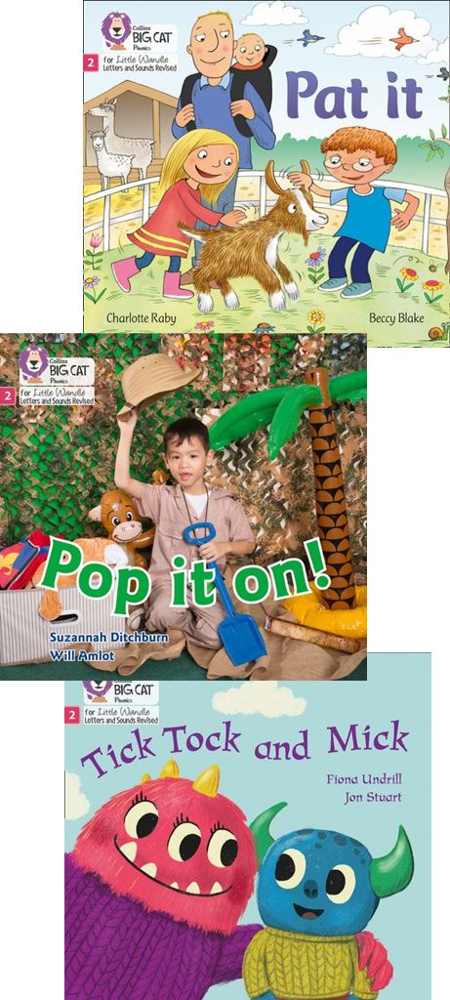 Collins
BIG CAT
Phonics
2
for Little Wandle
Letters and Sounds Revised
Pat it
Charlotte Raby
Beccy Blake
Collins
BIG CAT
Phonics
2
for Little Wandle
Letters and Sounds Revised
Pop it on!
Suzannah Ditchburn
Will Amlot
Collins
BIG CAT
Phonics
2
for Little Wandle
Letters and Sounds Revised
Tick Tock and Mick
Fiona Undrill
Jon Stuart